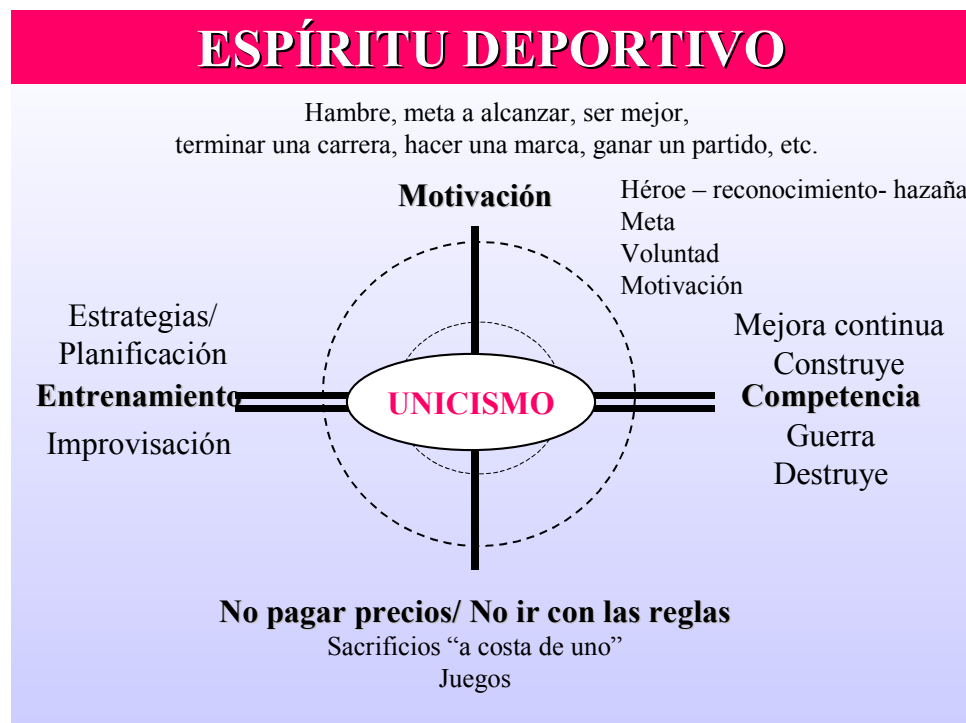 ESPÍRITU DEPORTIVO
Hambre, meta a alcanzar, ser mejor,
terminar una carrera, hacer una marca, ganar un partido, etc.
Motivación
Héroe – reconocimiento- hazaña
Meta
Voluntad
Motivación
Estrategias/
Planificación
Entrenamiento
Improvisación
UNICISMO
Mejora continua
Construye
Competencia
Guerra
Destruye
No pagar precios/ No ir con las reglas
Sacrificios “a costa de uno”
Juegos